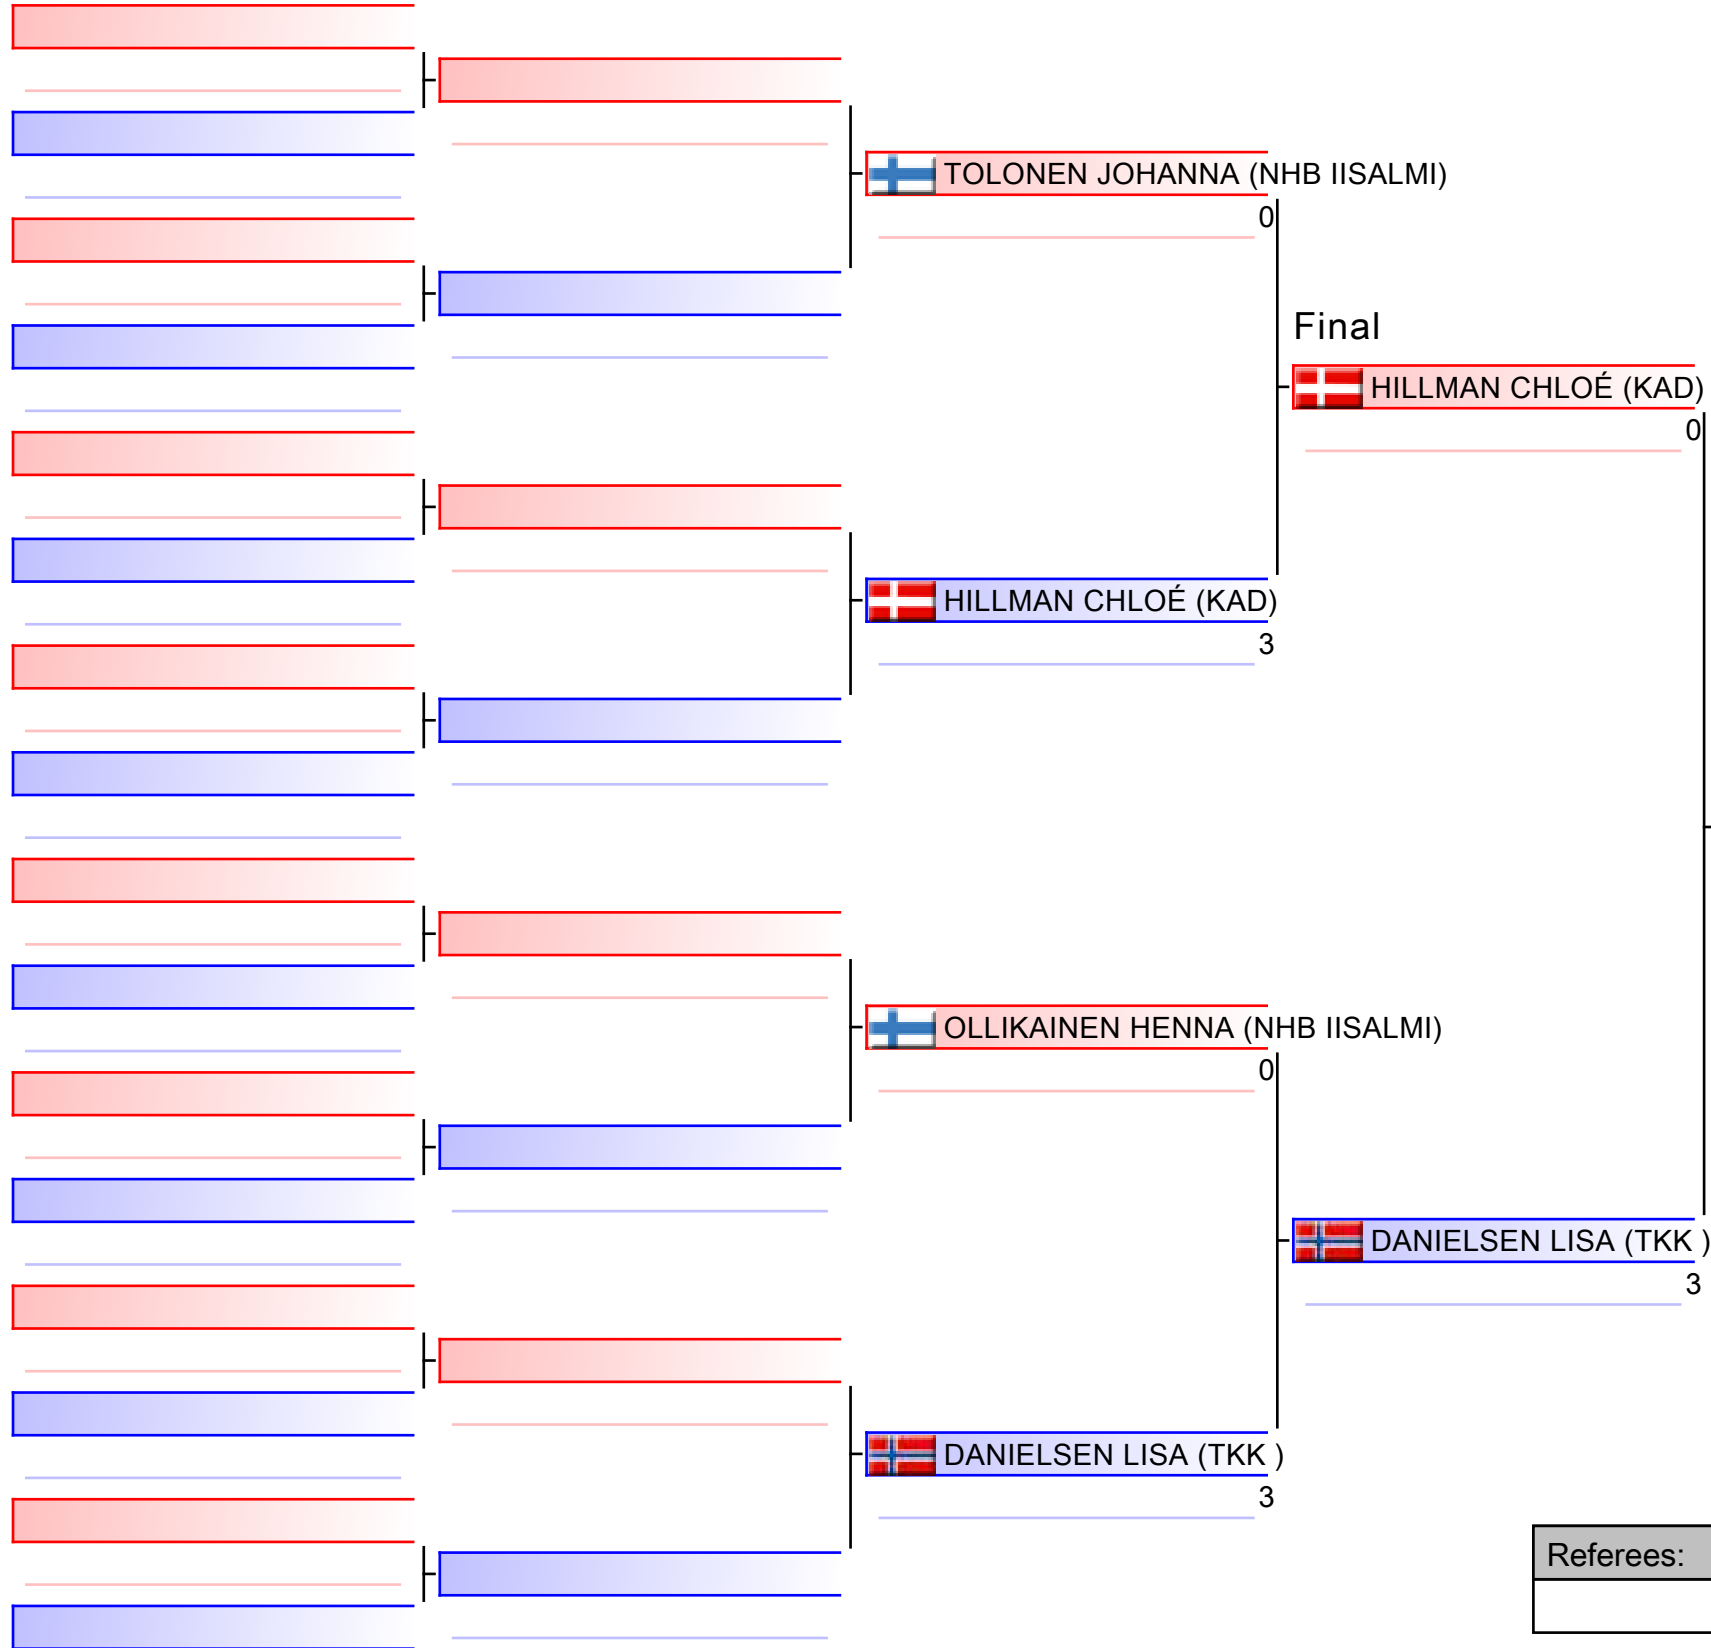 TOLONEN JOHANNA (NHB IISALMI)
0
Final
HILLMAN CHLOÉ (KAD)
0
HILLMAN CHLOÉ (KAD)
3
OLLIKAINEN HENNA (NHB IISALMI)
0
DANIELSEN LISA (TKK )
3
DANIELSEN LISA (TKK )
3
Referees: